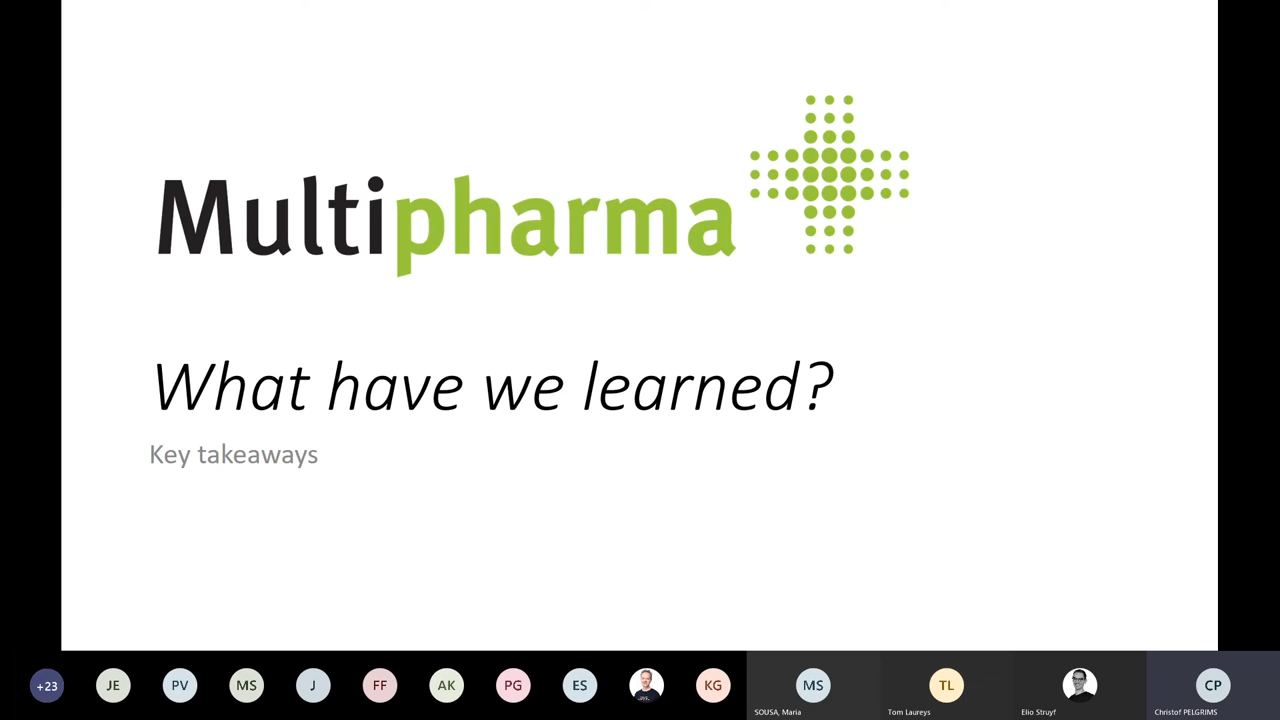 Multipharma
What have we learned?
Key takeaways
+23
JE
PV
MS
J
FF
AK
PG
ES
KG
MS
TL
CP
SOUSA, Maria
Tom Laureys
Elio Struyf
Christof PELGRIMS